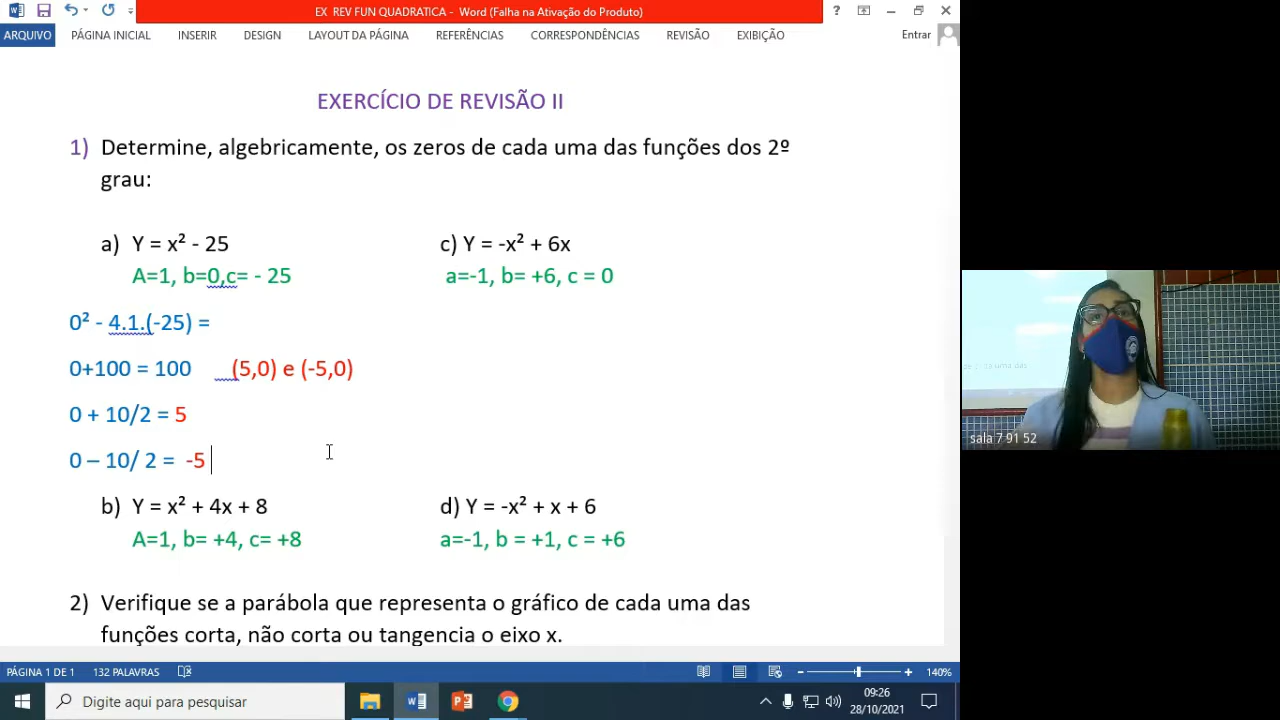 EX REV FUN QUADRATICA - Word (Falha na Ativação do Produto)
?
ARQUIVO PÁGINA INICIAL INSERIR DESIGN LAYOUT DA PÁGINA REFERÊNCIAS CORRESPONDÊNCIAS REVISÃO EXIBIÇÃO Entrar
EXERCÍCIO DE REVISÃO II
1) Determine, algebricamente, os zeros de cada uma das funções dos 2º
grau:
a) Y = x² - 25 c) Y = -x² + 6x
A=1, b=0,c= - 25 a=-1, b= +6, c = 0
0² - 4.1.(-25) =
0+100 = 100 (5,0) e (-5,0)
0 + 10/2 = 5
0 – 10/ 2 = -5
b) Y = x² + 4x + 8 d) Y = -x² + x + 6
A=1, b= +4, c= +8 a=-1, b = +1, c = +6
2) Verifique se a parábola que representa o gráfico de cada uma das
funções corta, não corta ou tangencia o eixo x.
sala 7 91 52
PÁGINA 1 DE 1 132 PALAVRAS 140%
Digite aqui para pesquisar
09:26
28/10/2021